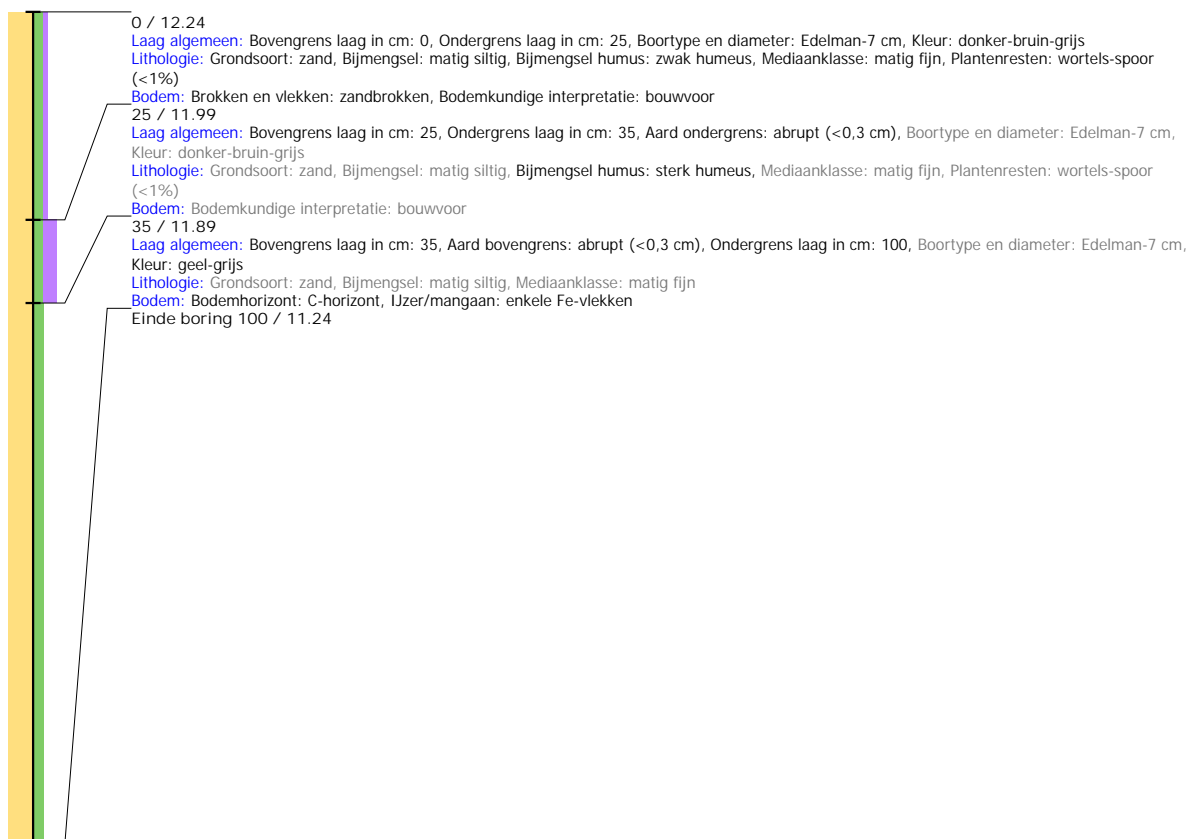 0 / 12.24
Laag algemeen: Bovengrens laag in cm: 0, Ondergrens laag in cm: 25, Boortype en diameter: Edelman-7 cm, Kleur: donker-bruin-grijs
Lithologie: Grondsoort: zand, Bijmengsel: matig siltig, Bijmengsel humus: zwak humeus, Mediaanklasse: matig fijn, Plantenresten: wortels-spoor
(<1%)
Bodem: Brokken en vlekken: zandbrokken, Bodemkundige interpretatie: bouwvoor
25 / 11.99
Laag algemeen: Bovengrens laag in cm: 25, Ondergrens laag in cm: 35, Aard ondergrens: abrupt (<0,3 cm), Boortype en diameter: Edelman-7 cm,
Kleur: donker-bruin-grijs
Lithologie: Grondsoort: zand, Bijmengsel: matig siltig, Bijmengsel humus: sterk humeus, Mediaanklasse: matig fijn, Plantenresten: wortels-spoor
(<1%)
Bodem: Bodemkundige interpretatie: bouwvoor
35 / 11.89
Laag algemeen: Bovengrens laag in cm: 35, Aard bovengrens: abrupt (<0,3 cm), Ondergrens laag in cm: 100, Boortype en diameter: Edelman-7 cm,
Kleur: geel-grijs
Lithologie: Grondsoort: zand, Bijmengsel: matig siltig, Mediaanklasse: matig fijn
Bodem: Bodemhorizont: C-horizont, IJzer/mangaan: enkele Fe-vlekken
Einde boring 100 / 11.24